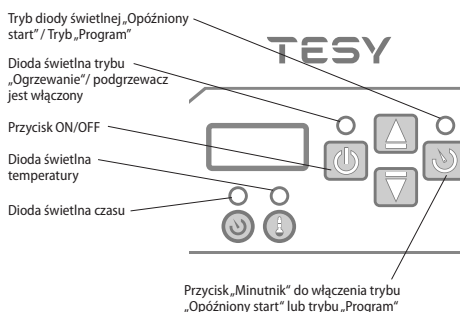 Tryb diody świetlnej „Opóźniony
start” / Tryb „Program”
TESY
Dioda świetlna trybu
„Ogrzewanie”/ podgrzewacz
jest włączony
Przycisk ON/OFF
Dioda świetlna
temperatury
Dioda świetlna czasu
Przycisk „Minutnik” do włączenia trybu
„Opóźniony start” lub trybu „Program”